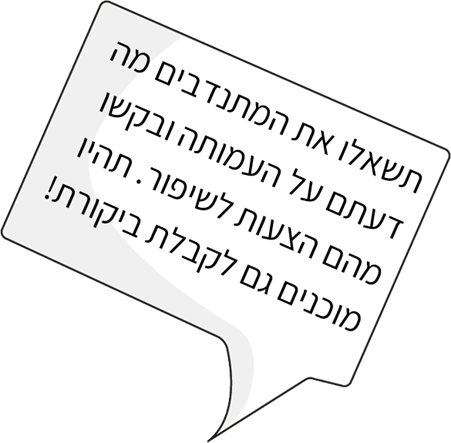 תשאלו את המתנדבים מה
דעתם על העמותה ובקשו
מהם הצעות לשיפור. תהיו
מוכנים גם לקבלת ביקורת!